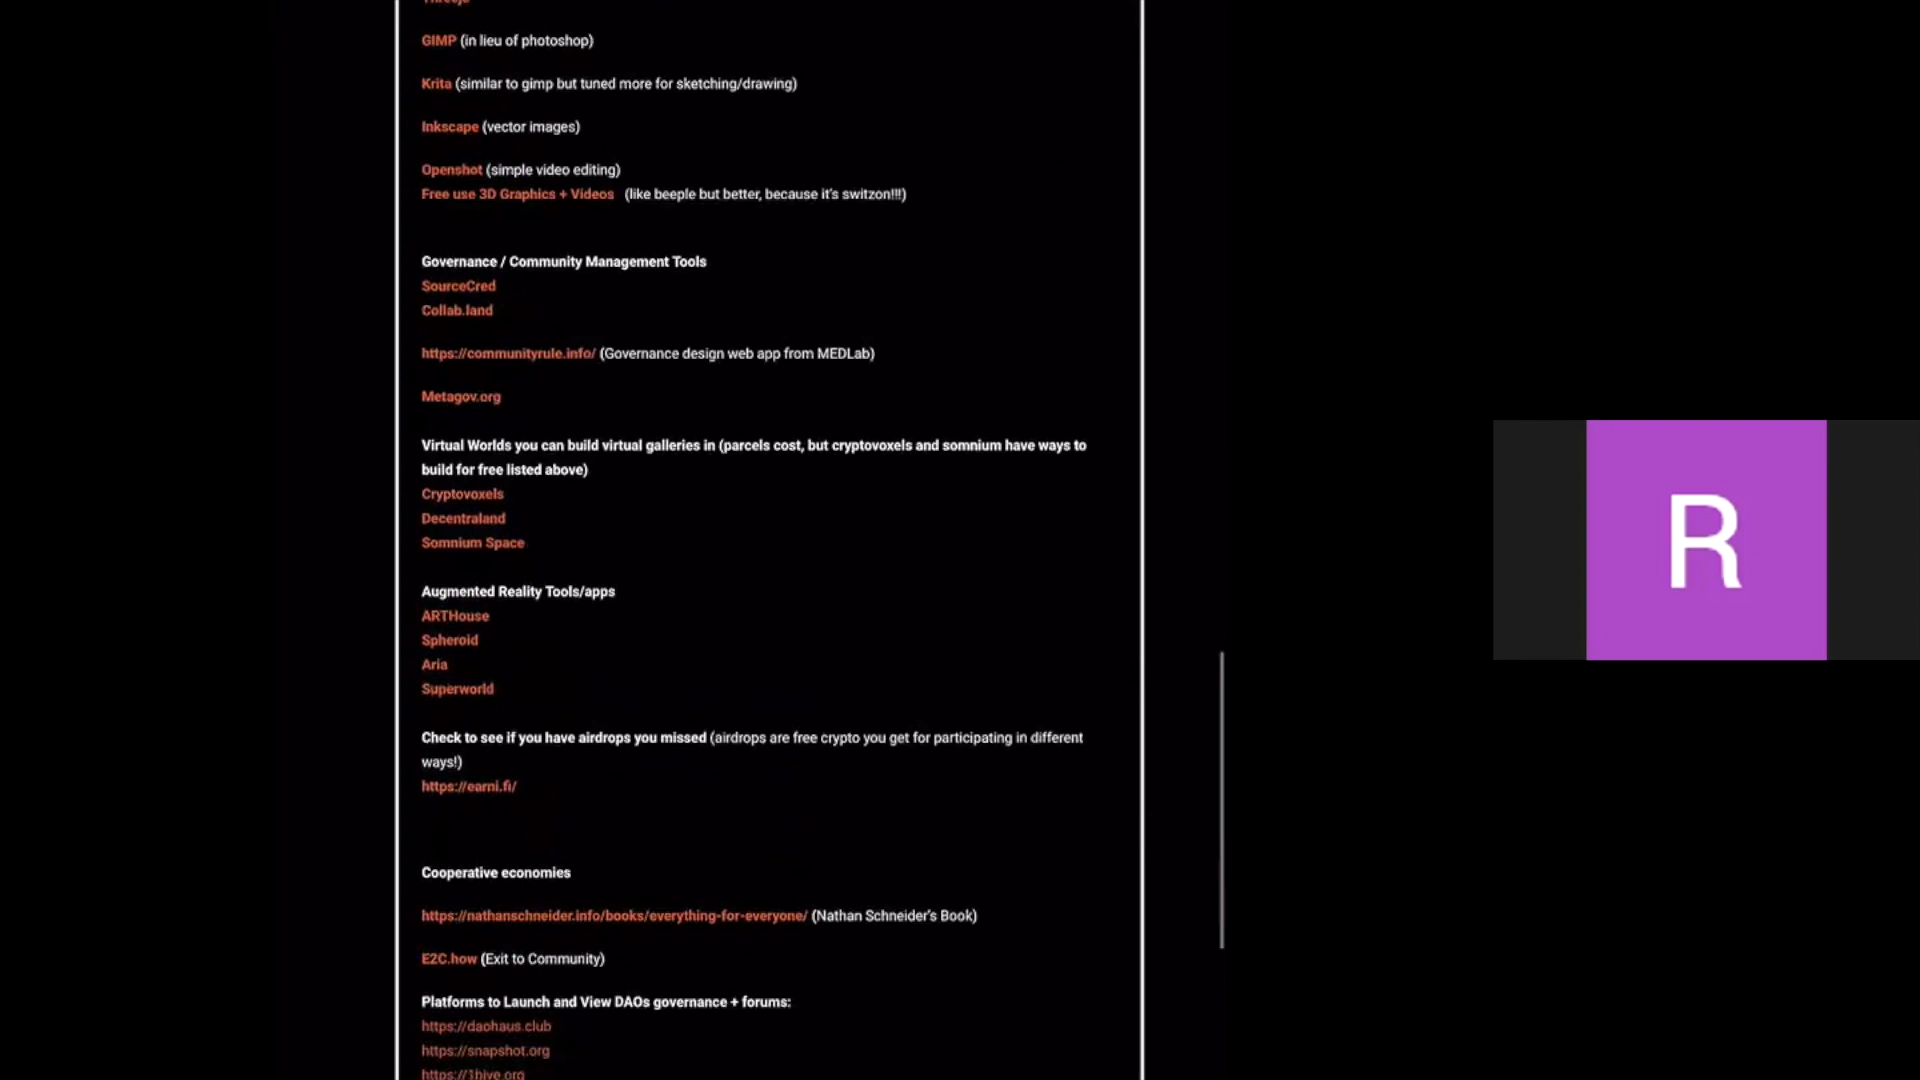 GIMP (in lieu of photoshop)
Krita (similar to gimp but tuned more for sketching/drawing)
Inkscape (vector images)
Openshot (simple video editing)
Free use 3D Graphics + Videos (like beeple but better, because it's switzon!!!)
Governance / Community Management Tools
SourceCred
Collab.land
https://communityrule.info/ (Governance design web app from MEDLab)
Metagov.org
Virtual Worlds you can build virtual galleries in (parcels cost, but cryptovoxels and somnium have ways to
build for free listed above)
Cryptovoxels
Decentraland
Somnium Space
Augmented Reality Tools/apps
ARTHouse
Spheroid
Aria
Superworld
Check to see if you have airdrops you missed (airdrops are free crypto you get for participating in different
ways!)
https://earni.fi/
Cooperative economies
https://nathanschneider.info/books/everything-for-everyone/ (Nathan Schneider's Book)
E2C.how (Exit to Community)
Platforms to Launch and View DAOs governance + forums:
https://daohaus.club
https://snapshot.org
https://1hive.org
R